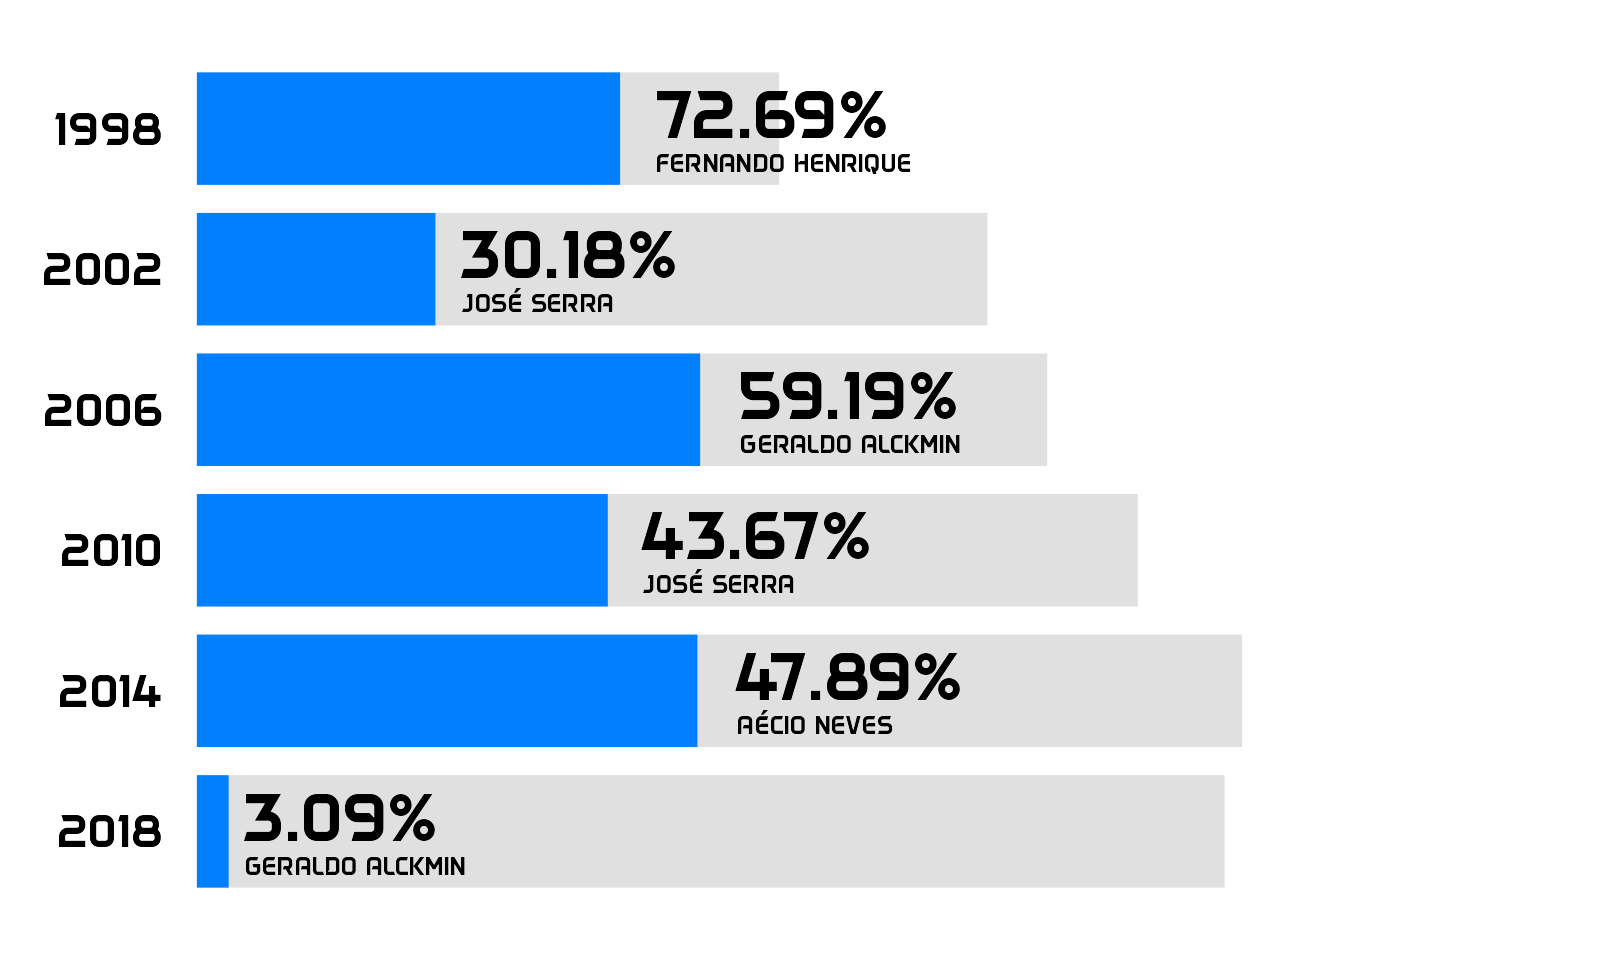 1998
72.69%
FERNANDO HENRIQUE
2002
30.18%
JOSÉ SERRA
2006
59.19%
GERALDO ALCKMIN
2010
43.67%
JOSÉ SERRA
2014
47.89%
AÉCIO NEVES
2018
3.09%
GERALDO ALCKMIN